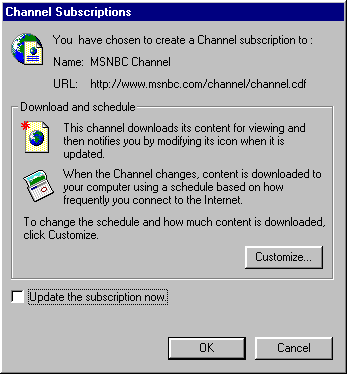 Channel Subscriptions
You have chosen to create a Channel subscription to :
Name: MSNBC Channel
URL: http://www.msnbc.com/channel/channel.cdf
Download and schedule
This channel downloads its content for viewing and
then notifies you by modifying its icon when it is
updated.
When the Channel changes, content is downloaded to
your computer using a schedule based on how
frequently you connect to the Internet.
To change the schedule and how much content is downloaded,
click Customize.
Customize...
Update the subscription now.
OK
Cancel